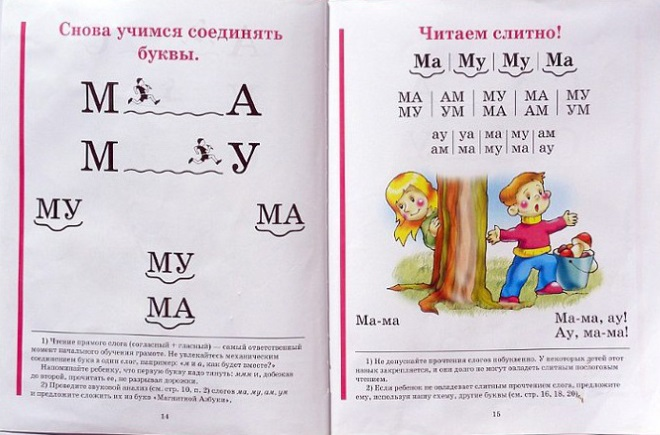 Снова учимся соединять
буквы.
М А
М У
МУ МА
МУ
МА
1) Чтение прямого слога (согласный + гласный) — самый ответственный
момент начального обучения грамоте. Не увлекайтесь механическим
соединением букв в один слог, например: «м и а, как будет вместе?»
Напоминайте ребенку, что первую букву надо тянуть: ммм и, добежав
до второй, прочитать ее, не разрывая дорожки.
2) Проведите звуковой анализ (см. стр. 10, п. 2) слогов ма, му, ам, ум
и предложите сложить их из букв «Магнитной Азбуки».
14
Читаем слитно!
Ма | Му | Му | Ма
МА | АМ | МУ | МА | МУ
МУ | УМ | МА | АМ | УМ
ау | уа | ма | му | ам
ам | ма | му | ма | ау
Ма-ма
Ма-ма, ау!
Ау, ма-ма!
1) Не допускайте прочтения слогов побуквенно. У некоторых детей этот
навык закрепляется, и они долго не могут овладеть слитным послоговым
чтением.
2) Если ребенок не овладевает слитным прочтением слога, предложите
ему, используя нашу схему, другие буквы (см. стр. 16, 18, 20).
15